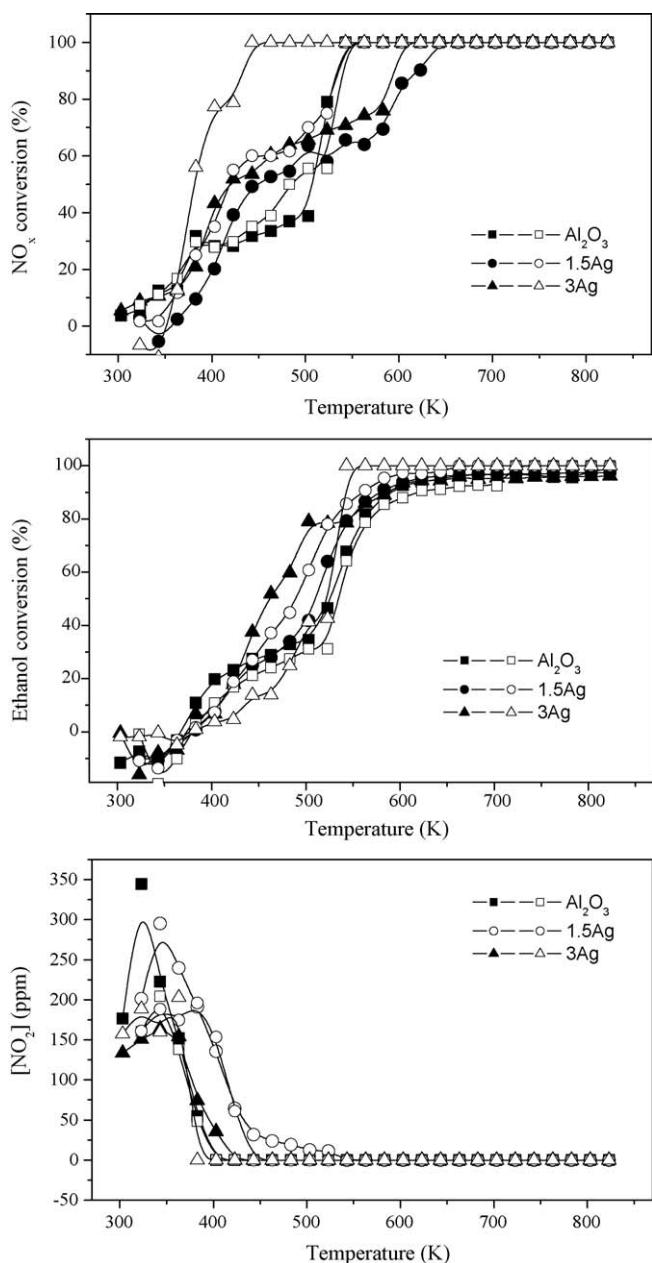 100
80
60
40
20
0
NOx conversion (%)
Al2O3
1.5Ag
3Ag
300 400 500 600 700 800
Temperature (K)
100
80
60
40
20
0
Ethanol conversion (%)
Al2O3
1.5Ag
3Ag
300 400 500 600 700 800
Temperature (K)
350
300
250
200
150
100
50
0
-50
[NO2] (ppm)
Al2O3
1.5Ag
3Ag
300 400 500 600 700 800
Temperature (K)